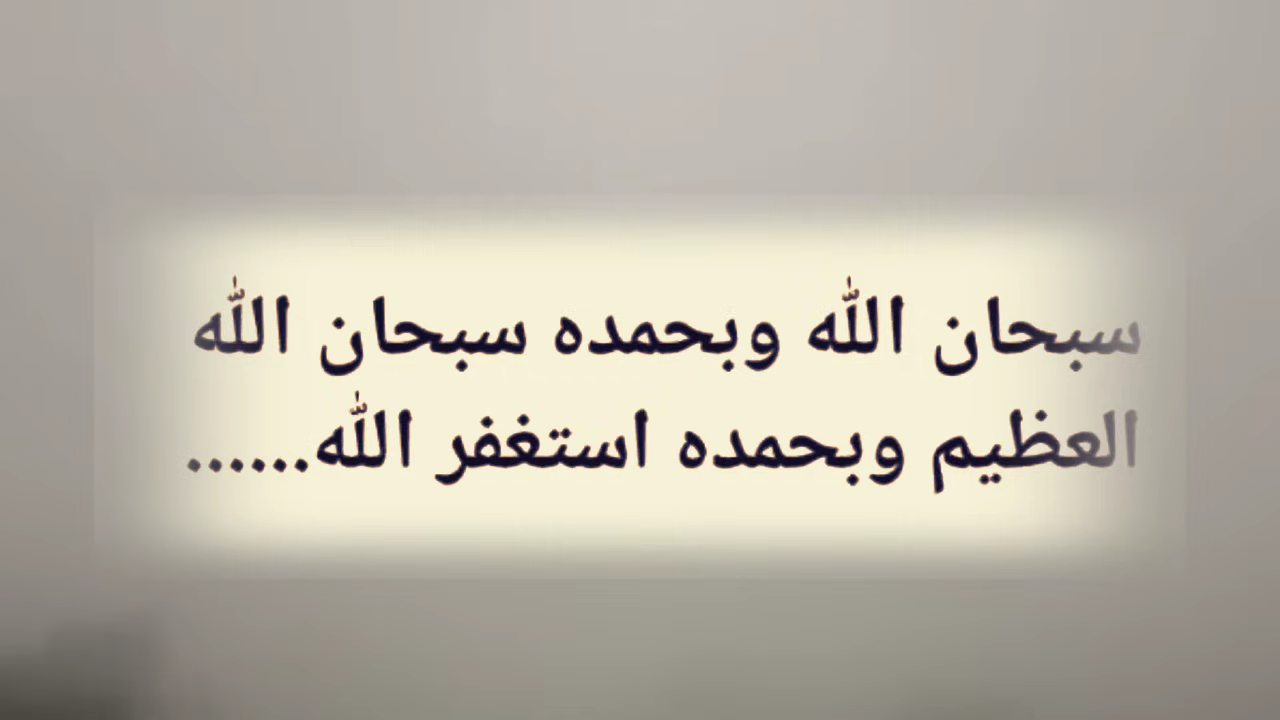 سبحان الله وبحمده سبحان الله
العظيم وبحمده استغفر الله......